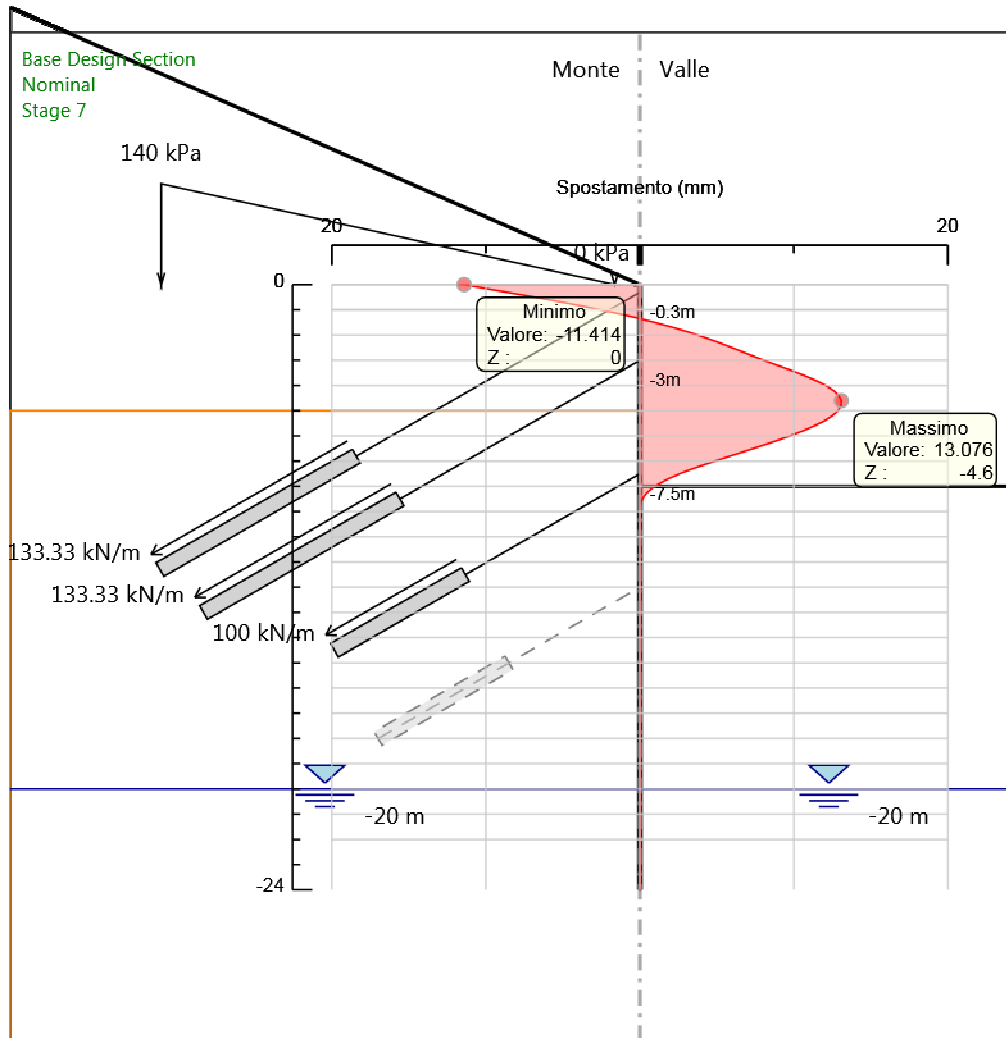 Base Design Section
Nominal
Stage 7
Monte
Valle
140 kPa
Spostamento (mm)
20
20
0 kPa
0
-0.3m
Minimo
Valore: -11.414
Z : 0
-3m
Massimo
Valore: 13.076
Z : -4.6
-7.5m
133.33 kN/m
133.33 kN/m
100 kN/m
-20 m
-20 m
-24